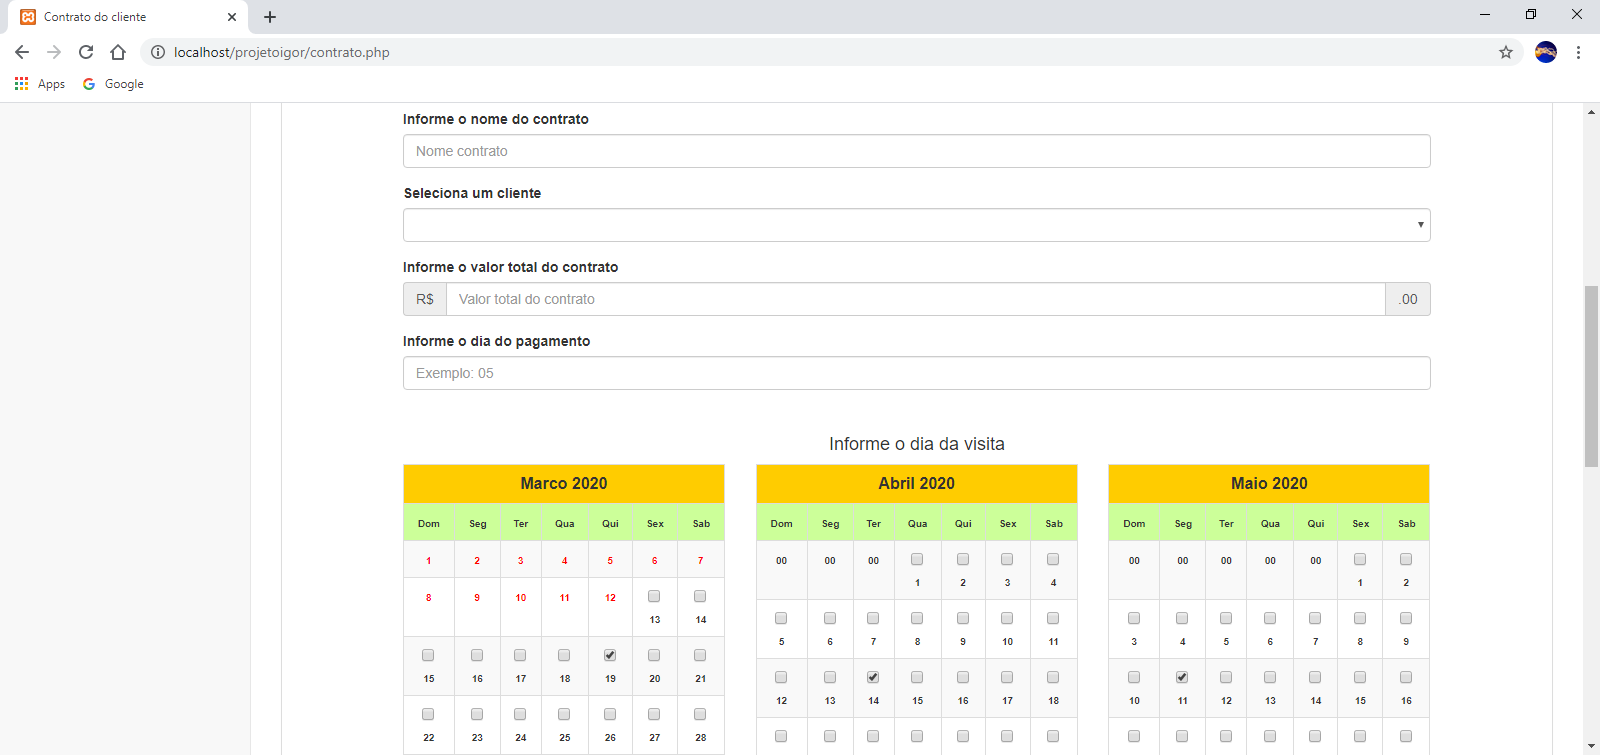 Contrato do cliente
localhost/projetoigor/contrato.php
Apps Google
Informe o nome do contrato
Nome contrato
Seleciona um cliente
Informe o valor total do contrato
R$ Valor total do contrato .00
Informe o dia do pagamento
Exemplo: 05
Informe o dia da visita
Marco 2020
Dom Seg Ter Qua Qui Sex Sab
1 2 3 4 5 6 7
8 9 10 11 12 13 14
15 16 17 18 19 20 21
22 23 24 25 26 27 28
Abril 2020
Dom Seg Ter Qua Qui Sex Sab
00 00 00 1 2 3 4
5 6 7 8 9 10 11
12 13 14 15 16 17 18
Maio 2020
Dom Seg Ter Qua Qui Sex Sab
00 00 00 00 00 1 2
3 4 5 6 7 8 9
10 11 12 13 14 15 16